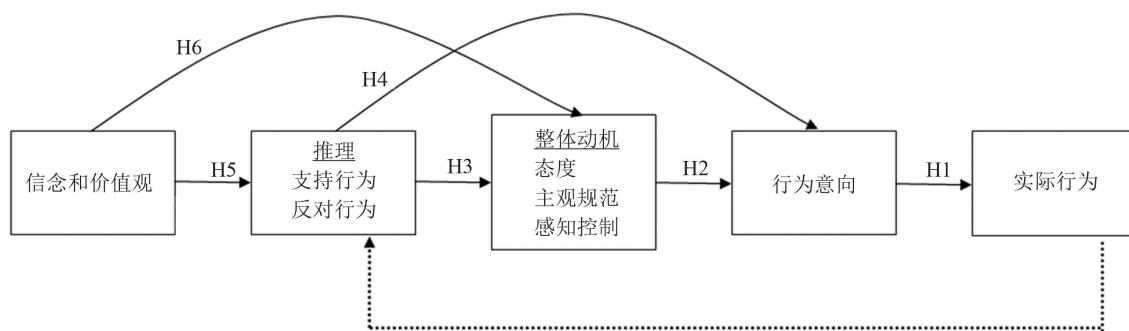 H6
H4
信念和价值观
H5
推理
支持行为
反对行为
H3
整体动机
态度
主观规范
感知控制
H2
行为意向
H1
实际行为